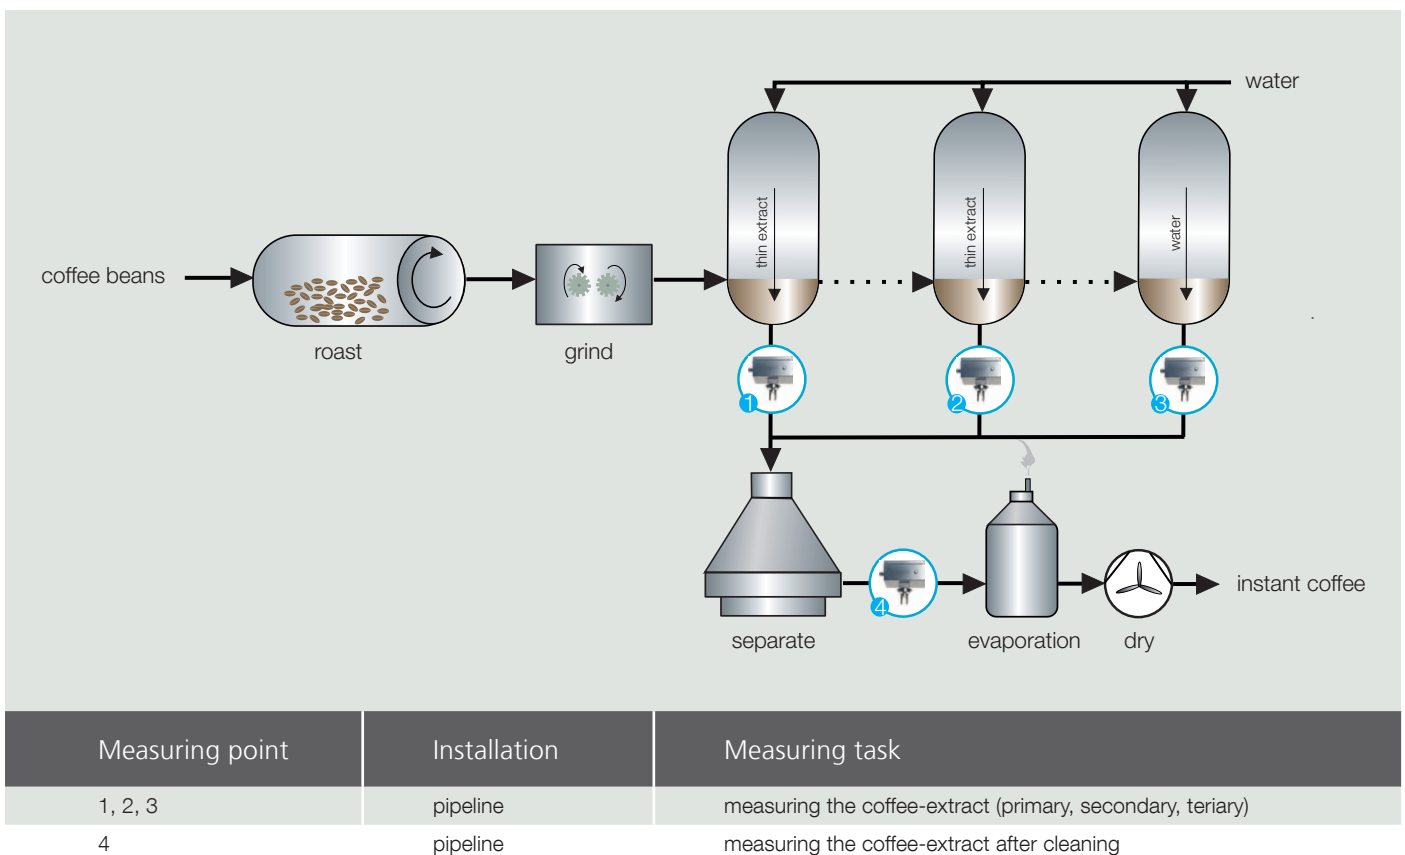 water
thin extract
thin extract
water
coffee beans
roast
grind
1
2
3
4
instant coffee
separate
evaporation
dry
Measuring point Installation Measuring task
1, 2, 3 pipeline measuring the coffee-extract (primary, secondary, teriary)
4 pipeline measuring the coffee-extract after cleaning